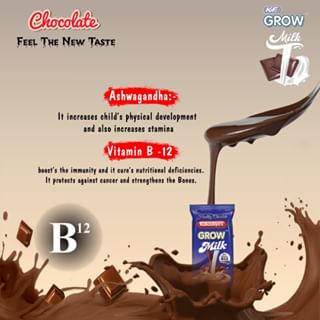 Chocolate
Feel The New Taste
GROW
Milk
Ashwagandha:-
It increases child's physical development
and also increases stamina
Vitamin B -12
boost's the immunity and it cure's nutritional deficiencies.
It protects against cancer and strengthens the Bones.
B12
GROW
Milk